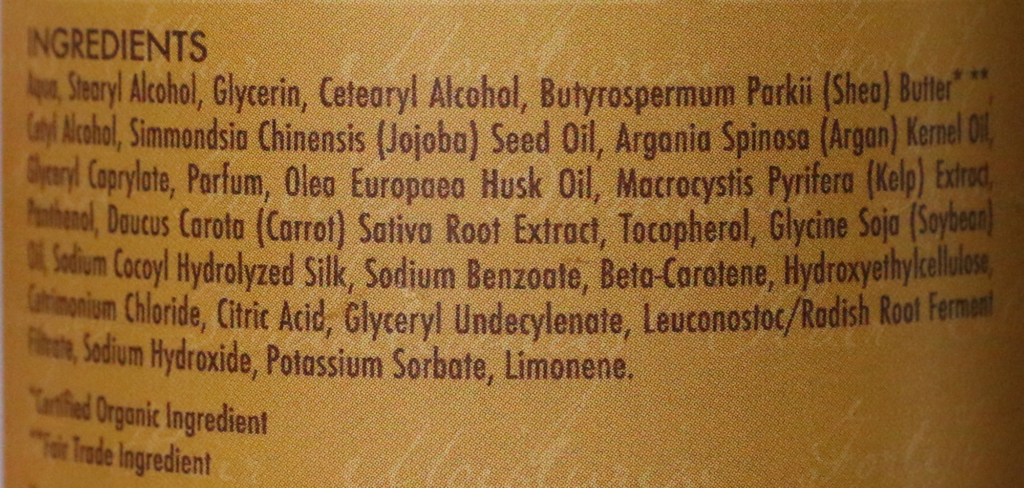 INGREDIENTS
Aqua, Stearyl Alcohol, Glycerin, Cetearyl Alcohol, Butyrospermum Parkii (Shea) Butter* **
Cetyl Alcohol, Simmondsia Chinensis (Jojoba) Seed Oil, Argania Spinosa (Argan) Kernel Oil,
Glyceryl Caprylate, Parfum, Olea Europaea Husk Oil, Macrocystis Pyrifera (Kelp) Extract,
Panthenol, Daucus Carota (Carrot) Sativa Root Extract, Tocopherol, Glycine Soja (Soybean)
Oil, Sodium Cocoyl Hydrolyzed Silk, Sodium Benzoate, Beta-Carotene, Hydroxyethylcellulose,
Cetrimonium Chloride, Citric Acid, Glyceryl Undecylenate, Leuconostoc/Radish Root Ferment
Filtrate, Sodium Hydroxide, Potassium Sorbate, Limonene.
*Certified Organic Ingredient
**Fair Trade Ingredient